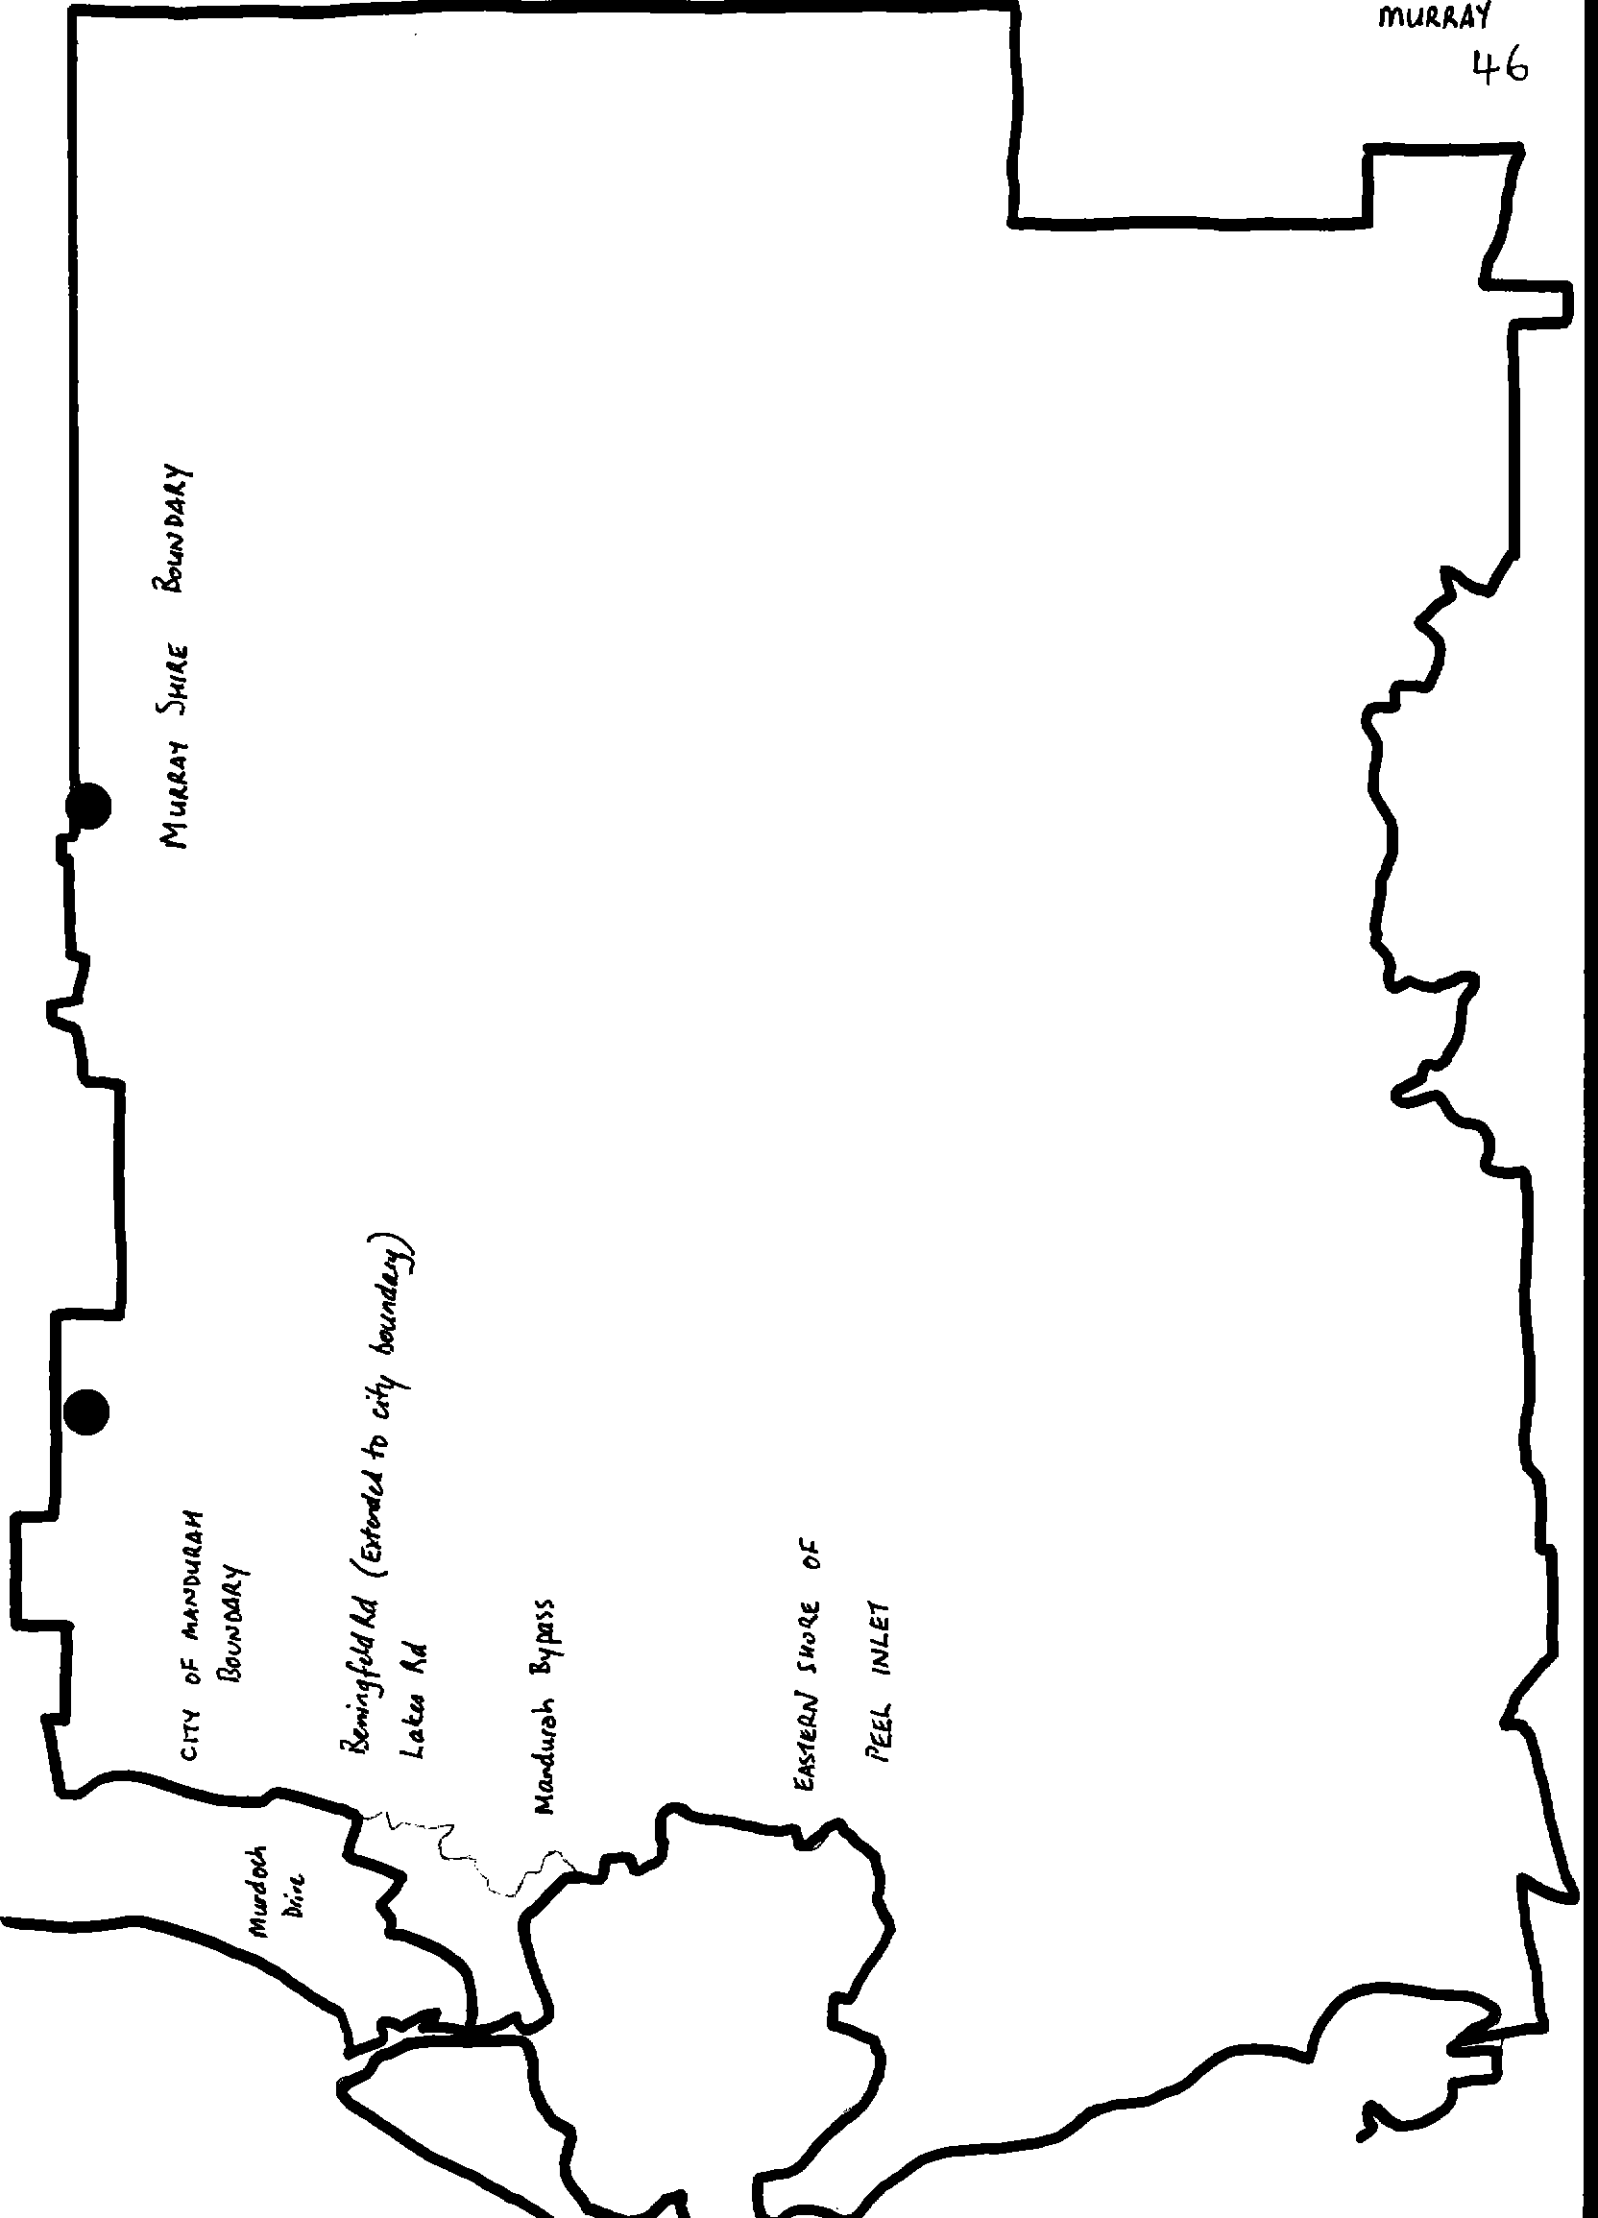 MURRAY
46
MURRAY SHIRE BOUNDARY
CITY OF MANDURAH
BOUNDARY
Murdoch
Drive
Beningfeld Rd (Extended to city boundary)
Lakes Rd
Mandurah Bypass
EASTERN SHORE OF
PEEL INLET